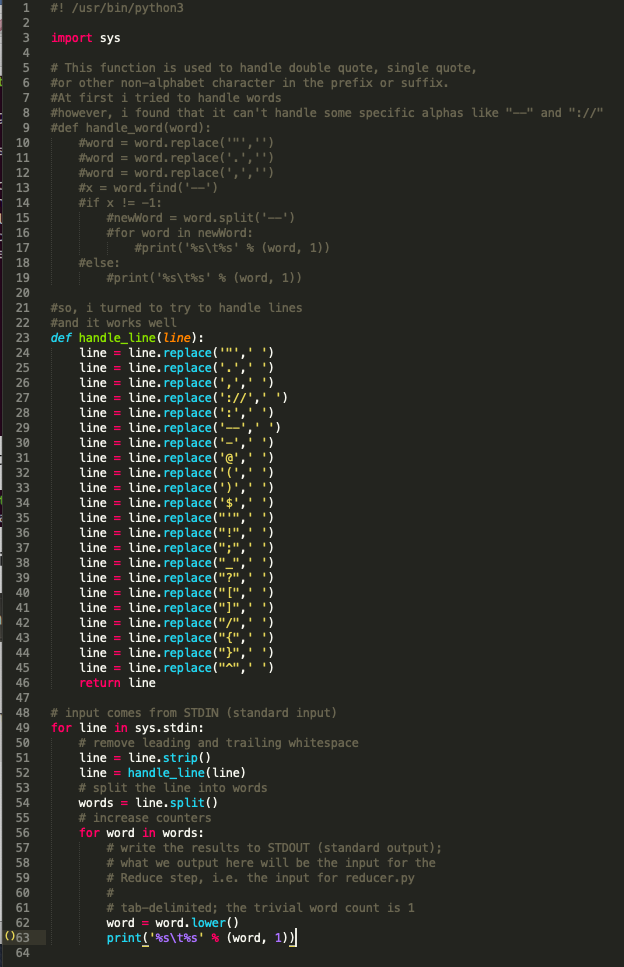 1 #! /usr/bin/python3
2
3 import sys
4
5 # This function is used to handle double quote, single quote,
6 #or other non-alphabet character in the prefix or suffix.
7 #At first i tried to handle words
8 #however, i found that it can't handle some specific alphas like "--" and "://"
9 #def handle_word(word):
10     #word = word.replace('"','')
11     #word = word.replace('.','')
12     #word = word.replace(',','')
13     #x = word.find('--')
14     #if x != -1:
15         #newWord = word.split('--')
16         #for word in newWord:
17             #print('%s\t%s' % (word, 1))
18     #else:
19         #print('%s\t%s' % (word, 1))
20
21 #so, i turned to try to handle lines
22 #and it works well
23 def handle_line(line):
24     line = line.replace('"',' ')
25     line = line.replace('.',' ')
26     line = line.replace(',',' ')
27     line = line.replace('://',' ')
28     line = line.replace(':',' ')
29     line = line.replace('--',' ')
30     line = line.replace('-',' ')
31     line = line.replace('@',' ')
32     line = line.replace('(',' ')
33     line = line.replace(')',' ')
34     line = line.replace('$',' ')
35     line = line.replace("'",' ')
36     line = line.replace("!",' ')
37     line = line.replace(";",' ')
38     line = line.replace("_",' ')
39     line = line.replace("?",' ')
40     line = line.replace("[",' ')
41     line = line.replace("]",' ')
42     line = line.replace("/",' ')
43     line = line.replace("{",' ')
44     line = line.replace("}",' ')
45     line = line.replace("^",' ')
46     return line
47
48 # input comes from STDIN (standard input)
49 for line in sys.stdin:
50     # remove leading and trailing whitespace
51     line = line.strip()
52     line = handle_line(line)
53     # split the line into words
54     words = line.split()
55     # increase counters
56     for word in words:
57         # write the results to STDOUT (standard output);
58         # what we output here will be the input for the
59         # Reduce step, i.e. the input for reducer.py
60         #
61         # tab-delimited; the trivial word count is 1
62         word = word.lower()
()63         print('%s\t%s' % (word, 1))
64